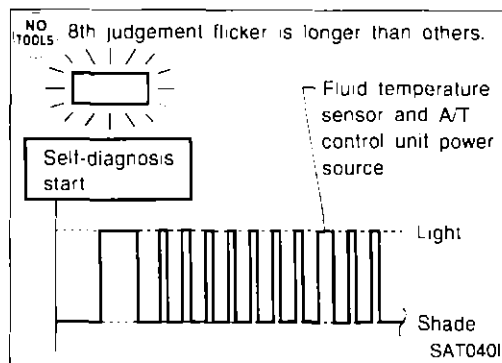 NO TOOLS 8th judgement flicker is longer than others.
Fluid temperature
sensor and A/T
control unit power
source
Self-diagnosis
start
Light
Shade